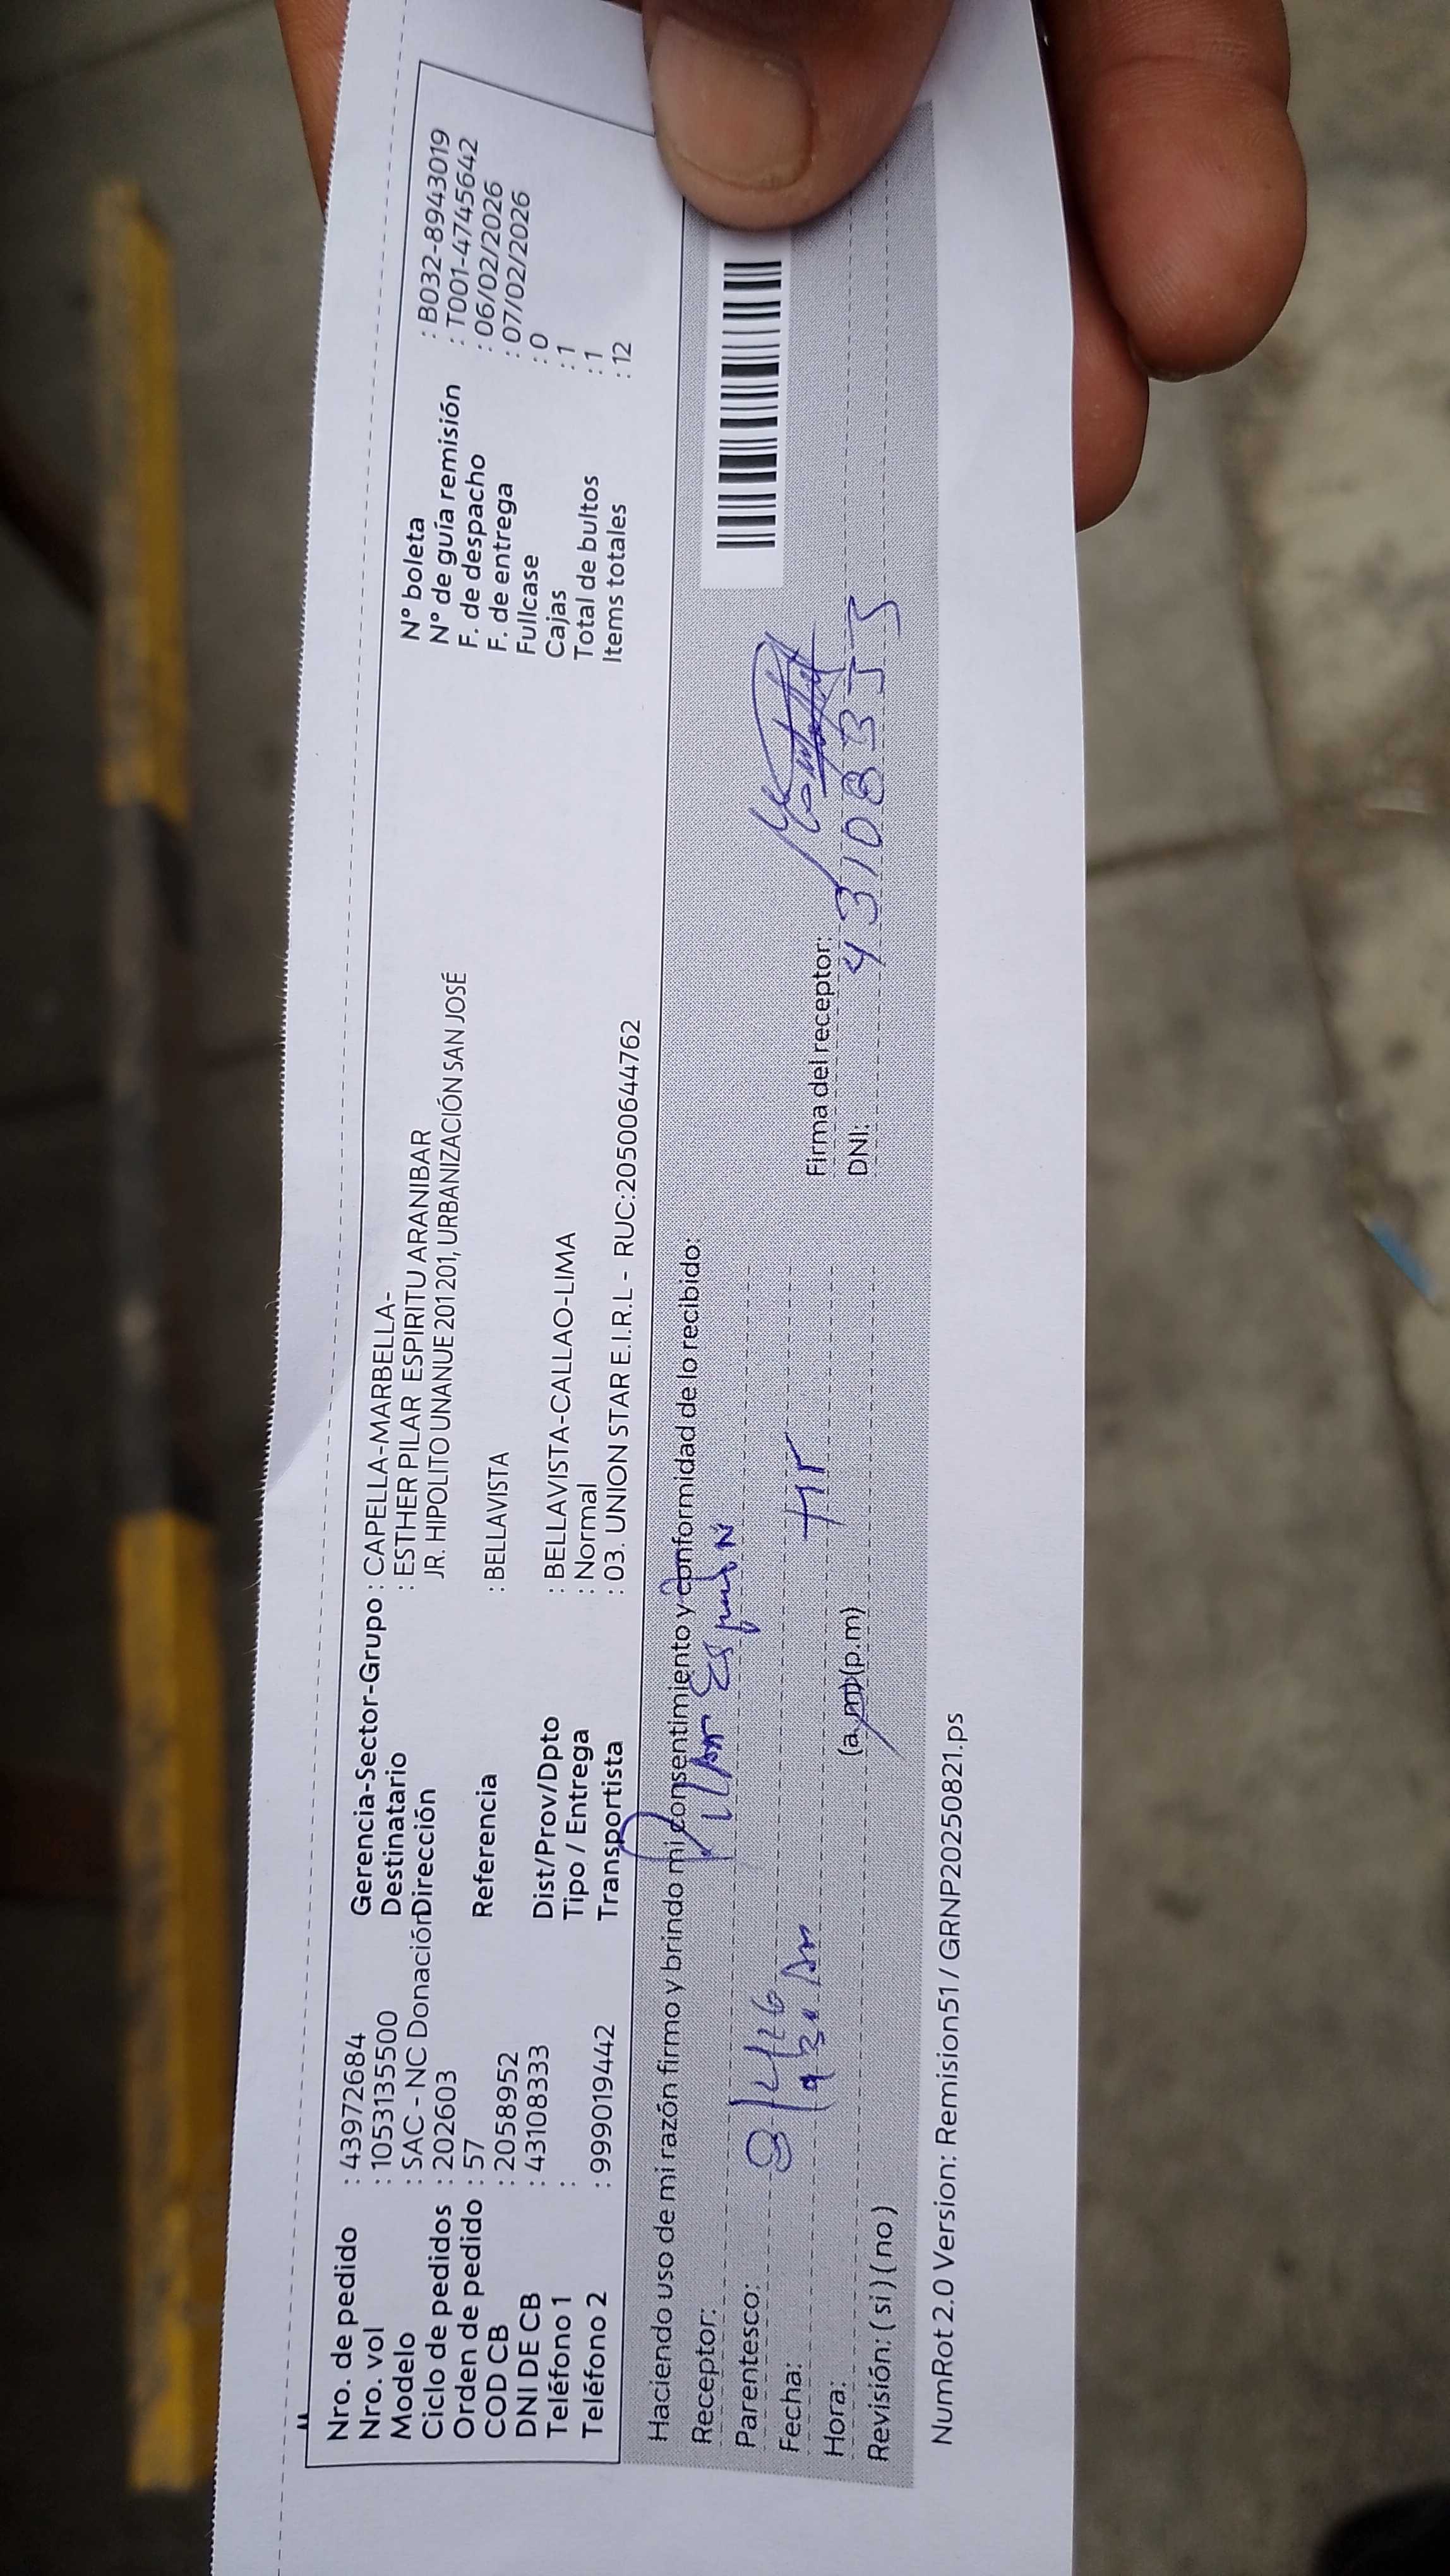 Nro. de pedido : 43972684
Nro. vol : 1053135500
Modelo : SAC - NC Donación
Ciclo de pedidos : 202603
Orden de pedido : 57
COD CB : 2058952
DNI DE CB : 43108333
Teléfono 1 :
Teléfono 2 : 999019442
Gerencia-Sector-Grupo : CAPELLA-MARBELLA-
Destinatario : ESTHER PILAR ESPIRITU ARANIBAR
Dirección JR. HIPOLITO UNANUE 201 201, URBANIZACIÓN SAN JOSÉ
Referencia : BELLAVISTA
Dist/Prov/Dpto : BELLAVISTA-CALLAO-LIMA
Tipo / Entrega : Normal
Transportista : 03. UNION STAR E.I.R.L - RUC:20500644762
N° boleta : B032-8943019
N° de guía remisión : T001-4745642
F. de despacho : 06/02/2026
F. de entrega : 07/02/2026
Fullcase : 0
Cajas : 1
Total de bultos : 1
Items totales : 12
Haciendo uso de mi razón firmo y brindo mi consentimiento y conformidad de lo recibido:
Receptor: Pilar
Parentesco:
Fecha:
Hora: (a.m)(p.m)
Revisión: ( si ) ( no )
Firma del receptor:
DNI: 43108333
NumRot 2.0 Version: Remision51 / GRNP20250821.ps